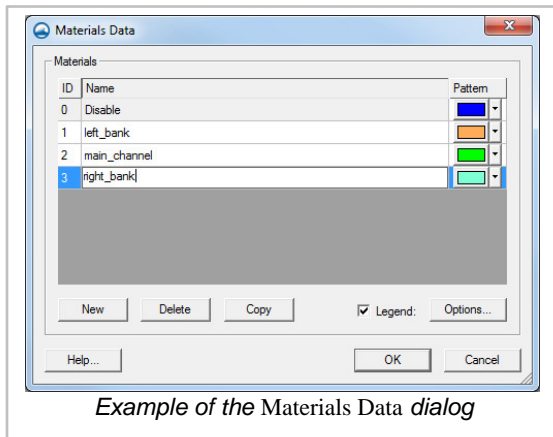 Materials Data
Materials
ID Name Pattern
0 Disable
1 left_bank
2 main_channel
3 right_bank
New Delete Copy Legend: Options...
Help... OK Cancel
Example of the Materials Data dialog